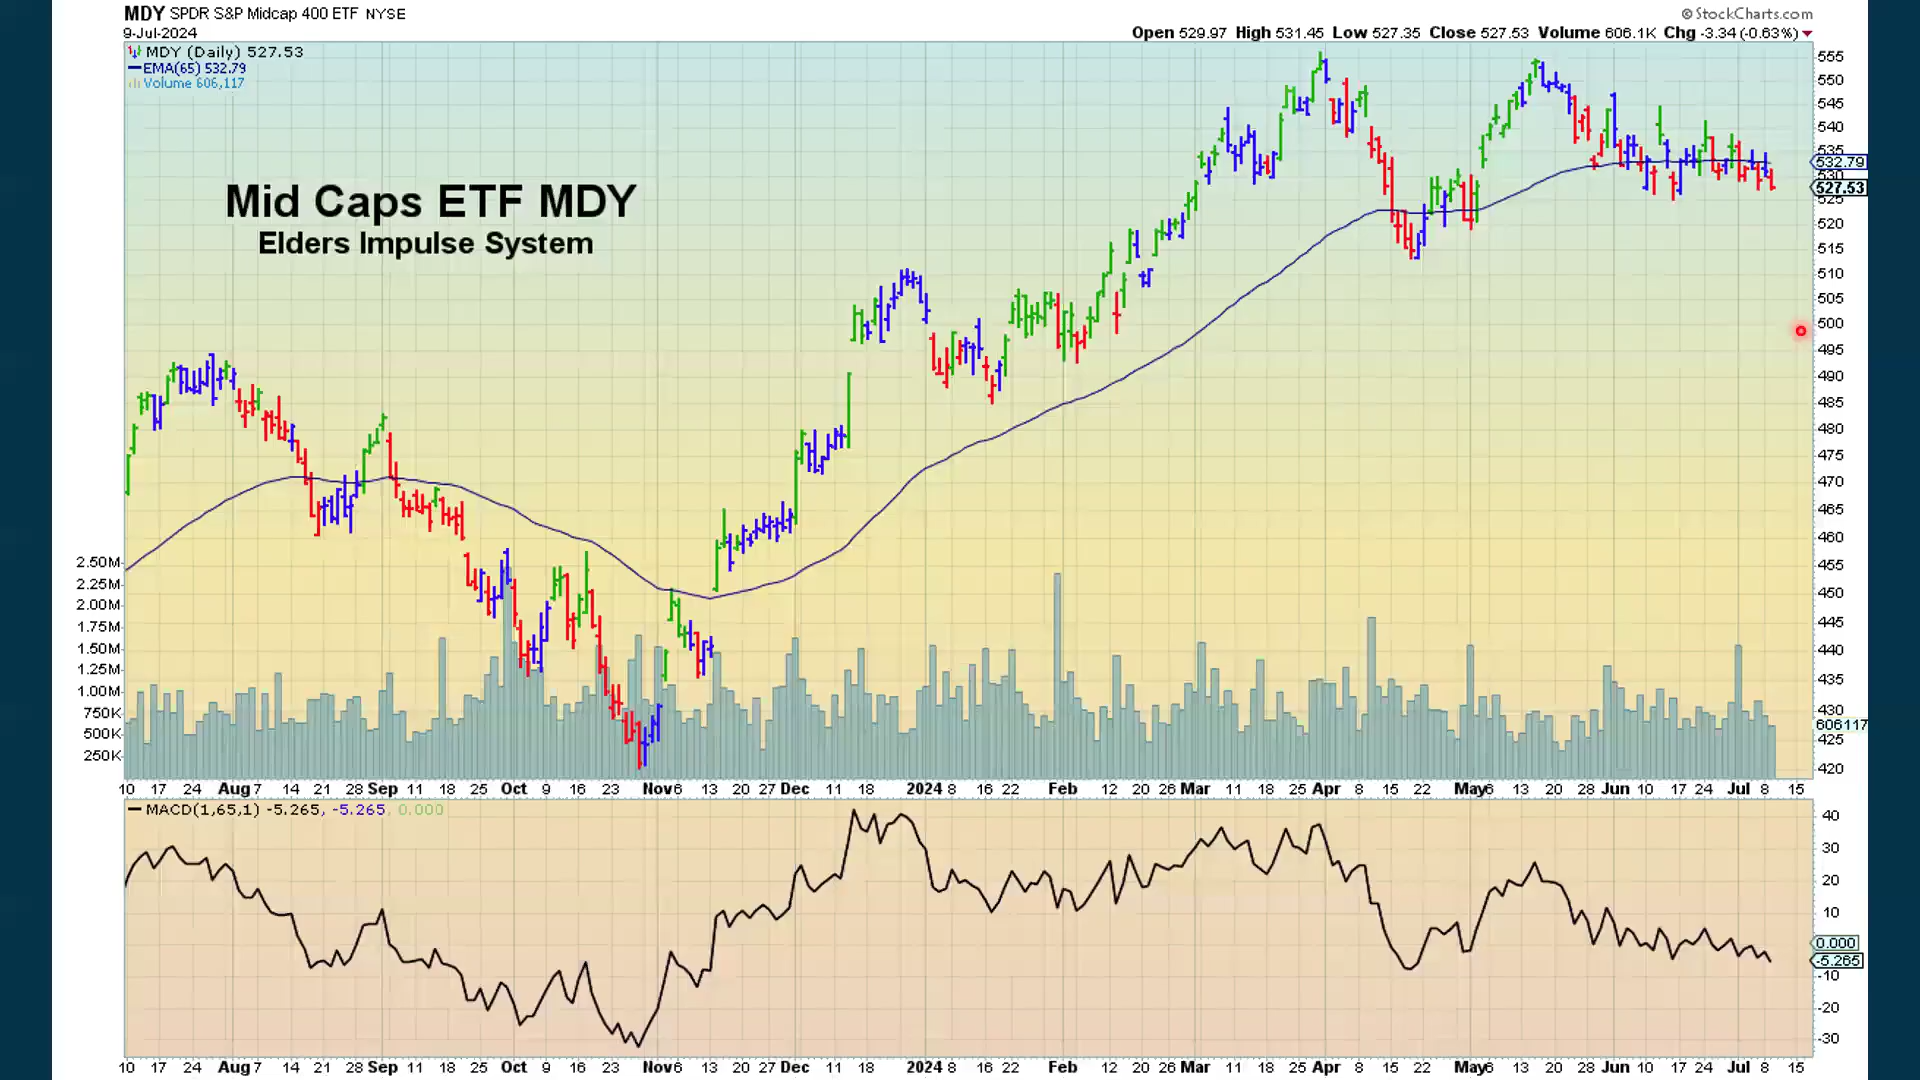 MDY SPDR S&P Midcap 400 ETF NYSE
© StockCharts.com
9-Jul-2024
Open 529.97 High 531.45 Low 527.35 Close 527.53 Volume 606.1K Chg -3.34 (-0.63%)
MDY (Daily) 527.53
EMA(65) 532.79
Volume 606,117
Mid Caps ETF MDY
Elders Impulse System
555
550
545
540
535
532.79
530
527.53
525
520
515
510
505
500
495
490
485
480
475
470
465
460
455
450
445
440
435
430
606117
425
420
2.50M
2.25M
2.00M
1.75M
1.50M
1.25M
1.00M
750K
500K
250K
10 17 24 Aug 7 14 21 28 Sep 11 18 25 Oct 9 16 23 Nov 6 13 20 27 Dec 11 18 2024 8 16 22 Feb 12 20 26 Mar 11 18 25 Apr 8 15 22 May 6 13 20 28 Jun 10 17 24 Jul 8 15
MACD(1,65,1) -5.265, -5.265, 0.000
40
30
20
10
0.000
-5.265
-10
-20
-30
10 17 24 Aug 7 14 21 28 Sep 11 18 25 Oct 9 16 23 Nov 6 13 20 27 Dec 11 18 2024 8 16 22 Feb 12 20 26 Mar 11 18 25 Apr 8 15 22 May 6 13 20 28 Jun 10 17 24 Jul 8 15